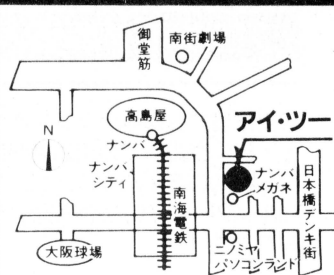 御堂筋
南街劇場
高島屋
アイ・ツー
N
ナンバ
ナンバ
シティ
南海電鉄
ナンバ
メガネ
日本橋デンキ街
ニノミヤ
パソコンランド
大阪球場